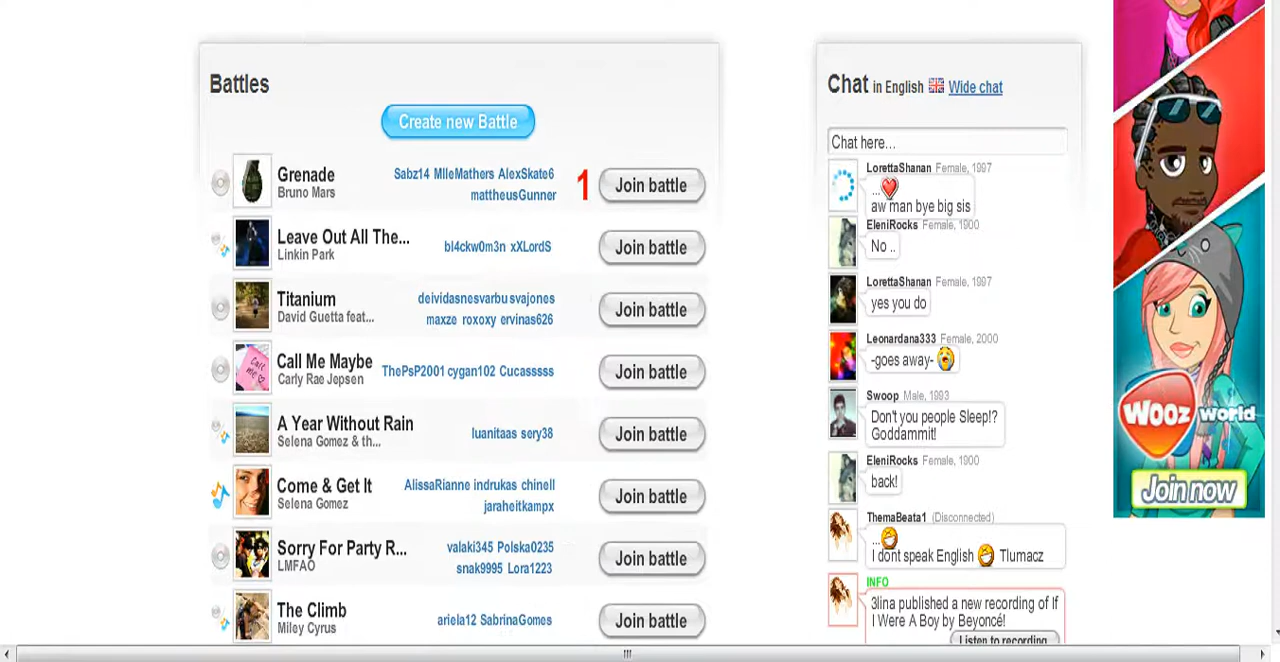 Battles
Create new Battle
Grenade
Bruno Mars
Sabz14 MlleMathers AlexSkate6
mattheusGunner
1
Join battle
Leave Out All The...
Linkin Park
bl4ckw0m3n xXLordS
Join battle
Titanium
David Guetta feat...
deividasnesvarbu svajones
maxze roxoxy ervinas626
Join battle
Call Me Maybe
Carly Rae Jepsen
ThePsP2001 cygan102 Cucasssss
Join battle
A Year Without Rain
Selena Gomez & th...
luanitaas sery38
Join battle
Come & Get It
Selena Gomez
AlissaRianne indrukas chinell
jaraheitkampx
Join battle
Sorry For Party R...
LMFAO
valaki345 Polska0235
snak9995 Lora1223
Join battle
The Climb
Miley Cyrus
ariela12 SabrinaGomes
Join battle
Chat in English Wide chat
Chat here...
LorettaShanan Female, 1997
...
aw man bye big sis
EleniRocks Female, 1900
No ..
LorettaShanan Female, 1997
yes you do
Leonardana333 Female, 2000
-goes away-
Swoop Male, 1993
Don't you people Sleep!?
Goddammit!
EleniRocks Female, 1900
back!
ThemaBeata1 (Disconnected)
...
I dont speak English Tlumacz
INFO
3lina published a new recording of If
I Were A Boy by Beyoncé!
Listen to recording
WOOZ world
Join now